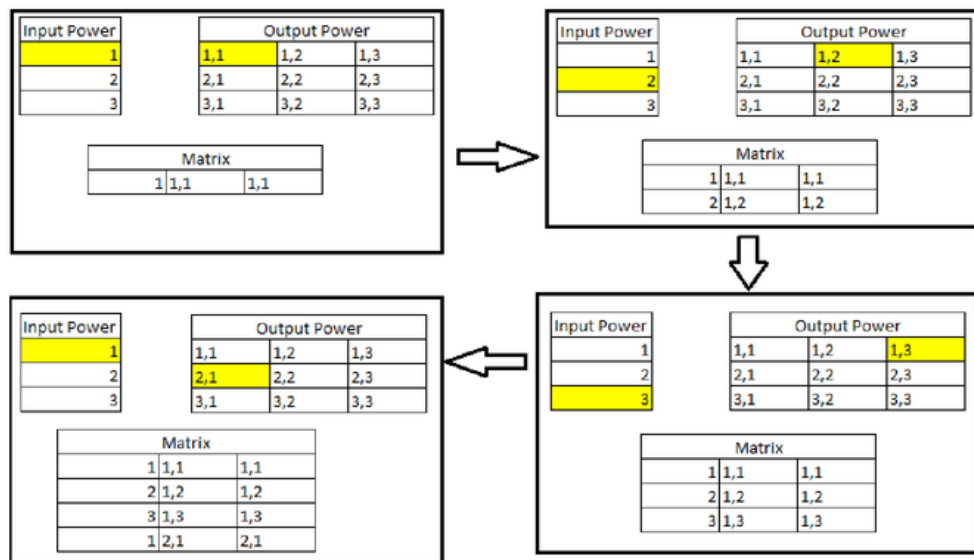 Input Power Output Power
1 1,1 1,2 1,3
2 2,1 2,2 2,3
3 3,1 3,2 3,3
Matrix
1 1,1 1,1
Input Power Output Power
1 1,1 1,2 1,3
2 2,1 2,2 2,3
3 3,1 3,2 3,3
Matrix
1 1,1 1,1
2 1,2 1,2
Input Power Output Power
1 1,1 1,2 1,3
2 2,1 2,2 2,3
3 3,1 3,2 3,3
Matrix
1 1,1 1,1
2 1,2 1,2
3 1,3 1,3
Input Power Output Power
1 1,1 1,2 1,3
2 2,1 2,2 2,3
3 3,1 3,2 3,3
Matrix
1 1,1 1,1
2 1,2 1,2
3 1,3 1,3
1 2,1 2,1